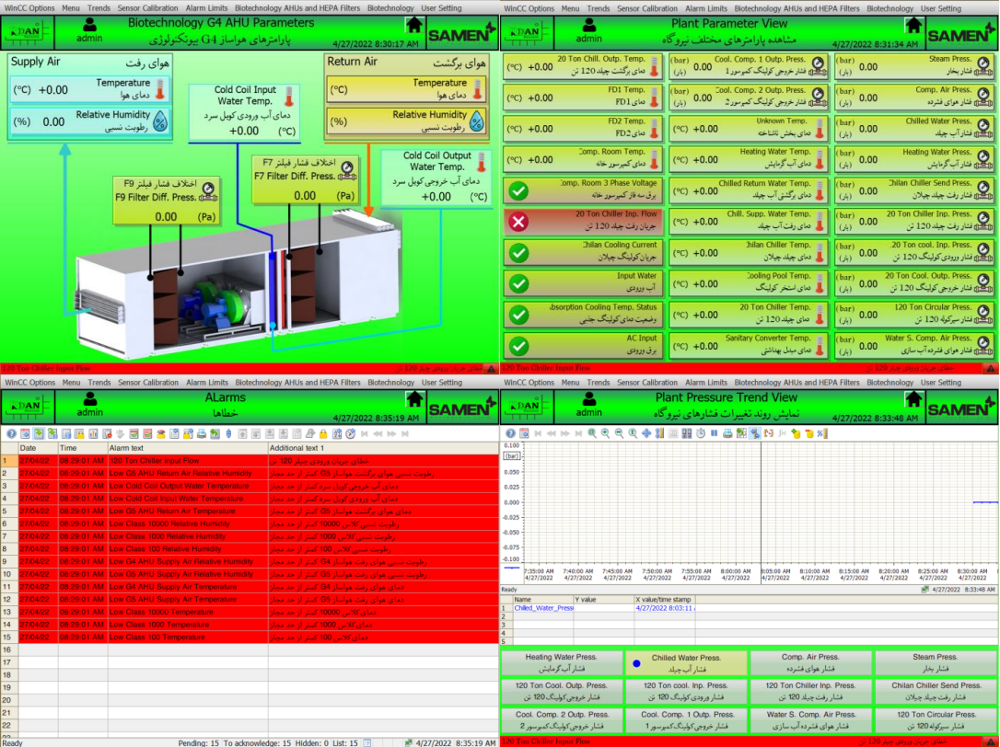 WinCC Options Menu Trends Sensor Calibration Alarm Limits Biotechnology AHUs and HEPA Filters Biotechnology User Setting
DAN
admin
Biotechnology G4 AHU Parameters
پارامترهای هواساز G4 بیوتکنولوژی
4/27/2022 8:30:17 AM
SAMEN
Supply Air هوای رفت
Temperature
(°C) +0.00 دمای هوا
Relative Humidity
(%) 0.00 رطوبت نسبی
Cold Coil Input
Water Temp.
دمای آب ورودی کویل سرد
+0.00 (°C)
Return Air هوای برگشت
Temperature
(°C) دمای هوا
Relative Humidity
(%) رطوبت نسبی
Cold Coil Output
Water Temp.
دمای آب خروجی کویل سرد
+0.00 (°C)
اختلاف فشار فیلتر F7
F7 Filter Diff. Press.
0.00 (Pa)
اختلاف فشار فیلتر F9
F9 Filter Diff. Press.
0.00 (Pa)
120 Ton Chiller Input Flow خطای جریان ورودی چیلر 120 تن
WinCC Options Menu Trends Sensor Calibration Alarm Limits Biotechnology AHUs and HEPA Filters Biotechnology User Setting
DAN
admin
Plant Parameter View
مشاهده پارامترهای مختلف نیروگاه
4/27/2022 8:31:34 AM
SAMEN
20 Ton Chill. Outp. Temp.
(°C) +0.00 دمای برگشت چیلد 120 تن
Cool. Comp. 1 Outp. Press.
(bar) (بار) 0.00 فشار خروجی کولینگ کمپرسور 1
Steam Press.
(bar) (بار) 0.00 فشار بخار
FD1 Temp.
(°C) +0.00 دمای FD1
Cool. Comp. 2 Outp. Press.
(bar) (بار) 0.00 فشار خروجی کولینگ کمپرسور 2
Comp. Air Press.
(bar) (بار) 0.00 فشار هوای فشرده
FD2 Temp.
(°C) +0.00 دمای FD2
Unknown Temp.
(°C) +0.00 دمای بخش ناشناخته
Chilled Water Press.
(bar) (بار) 0.00 فشار آب چیلد
Comp. Room Temp.
(°C) +0.00 دمای کمپرسور خانه
Heating Water Temp.
(°C) +0.00 دمای آب گرمایش
Heating Water Press.
(bar) (بار) 0.00 فشار آب گرمایش
Comp. Room 3 Phase Voltage
برق سه فاز کمپرسور خانه
Chilled Return Water Temp.
(°C) +0.00 دمای برگشتی آب چیلد
Chilan Chiller Send Press.
(bar) (بار) 0.00 فشار رفت چیلد چیلان
20 Ton Chiller Inp. Flow
جریان رفت چیلد 120 تن
Chill. Supp. Water Temp.
(°C) +0.00 دمای رفت آب چیلد
20 Ton Chiller Inp. Press.
(bar) (بار) 0.00 فشار رفت چیلد 120 تن
Chilan Cooling Current
جریان کولینگ چیلان
Chilan Chiller Temp.
(°C) +0.00 دمای چیلد چیلان
20 Ton cool. Inp. Press.
(bar) (بار) 0.00 فشار ورودی کولینگ 120 تن
Input Water
آب ورودی
Cooling Pool Temp.
(°C) +0.00 دمای استخر کولینگ
20 Ton Cool. Outp. Press.
(bar) (بار) 0.00 فشار خروجی کولینگ 120 تن
Absorption Cooling Temp. Status
وضعیت دمای کولینگ جذبی
20 Ton Chiller Temp.
(°C) +0.00 دمای چیلد 120 تن
120 Ton Circular Press.
(bar) (بار) 0.00 فشار سیرکوله 120 تن
AC Input
برق ورودی
Sanitary Converter Temp.
(°C) +0.00 دمای مبدل بهداشتی
Water S. Comp. Air Press.
(bar) (بار) 0.00 فشار هوای فشرده آب سازی
120 Ton Chiller Input Flow خطای جریان ورودی چیلر 120 تن
WinCC Options Menu Trends Sensor Calibration Alarm Limits Biotechnology AHUs and HEPA Filters Biotechnology User Setting
DAN
admin
ALarms
خطاها
4/27/2022 8:35:19 AM
SAMEN
Date Time Alarm text Additional text 1
1 27/04/22 08:29:01 AM 120 Ton Chiller Input Flow خطای جریان ورودی چیلر 120 تن
2 27/04/22 08:29:01 AM Low G5 AHU Return Air Relative Humidity رطوبت نسبی هوای برگشت هواساز G5 کمتر از حد مجاز
3 27/04/22 08:29:01 AM Low Cold Coil Output Water Temperature دمای آب خروجی کویل سرد کمتر از حد مجاز
4 27/04/22 08:29:01 AM Low Cold Coil Input Water Temperature دمای آب ورودی کویل سرد کمتر از حد مجاز
5 27/04/22 08:29:01 AM Low G5 AHU Return Air Temperature دمای هوای برگشت هواساز G5 کمتر از حد مجاز
6 27/04/22 08:29:01 AM Low Class 10000 Relative Humidity رطوبت نسبی کلاس 10000 کمتر از حد مجاز
7 27/04/22 08:29:01 AM Low Class 1000 Relative Humidity رطوبت نسبی کلاس 1000 کمتر از حد مجاز
8 27/04/22 08:29:01 AM Low Class 100 Relative Humidity رطوبت نسبی کلاس 100 کمتر از حد مجاز
9 27/04/22 08:29:01 AM Low G4 AHU Supply Air Relative Humidity رطوبت نسبی هوای رفت هواساز G4 کمتر از حد مجاز
10 27/04/22 08:29:01 AM Low G5 AHU Supply Air Relative Humidity رطوبت نسبی هوای رفت هواساز G5 کمتر از حد مجاز
11 27/04/22 08:29:01 AM Low G4 AHU Supply Air Temperature دمای هوای رفت هواساز G4 کمتر از حد مجاز
12 27/04/22 08:29:01 AM Low G5 AHU Supply Air Temperature دمای هوای رفت هواساز G5 کمتر از حد مجاز
13 27/04/22 08:29:01 AM Low Class 10000 Temperature دمای کلاس 10000 کمتر از حد مجاز
14 27/04/22 08:29:01 AM Low Class 1000 Temperature دمای کلاس 1000 کمتر از حد مجاز
15 27/04/22 08:29:01 AM Low Class 100 Temperature دمای کلاس 100 کمتر از حد مجاز
16
17
18
19
20
21
22
Ready Pending: 15 To acknowledge: 15 Hidden: 0 List: 15 4/27/2022 8:35:19 AM
WinCC Options Menu Trends Sensor Calibration Alarm Limits Biotechnology AHUs and HEPA Filters Biotechnology User Setting
DAN
admin
Plant Pressure Trend View
نمایش روند تغییرات فشارهای نیروگاه
4/27/2022 8:33:48 AM
SAMEN
0.100
[bar]
0.050
0.025
0.000
-0.025
-0.050
-0.075
-0.100
7:35:00 AM 7:40:00 AM 7:45:00 AM 7:50:00 AM 7:55:00 AM 8:00:00 AM 8:05:00 AM 8:10:00 AM 8:15:00 AM 8:20:00 AM 8:25:00 AM 8:30:00 AM
4/27/2022 4/27/2022 4/27/2022 4/27/2022 4/27/2022 4/27/2022 4/27/2022 4/27/2022 4/27/2022 4/27/2022 4/27/2022 4/27/2022
Ready 4/27/2022 8:33:48 AM
Name Y value X value/time stamp
1 Chilled_Water_Press 4/27/2022 8:03:11
2
3
4
5
Heating Water Press. Chilled Water Press. Comp. Air Press. Steam Press.
فشار آب گرمایش فشار آب چیلد فشار هوای فشرده فشار بخار
120 Ton Cool. Outp. Press. 120 Ton cool. Inp. Press. 120 Ton Chiller Inp. Press. Chilan Chiller Send Press.
فشار خروجی کولینگ 120 تن فشار ورودی کولینگ 120 تن فشار رفت چیلد 120 تن فشار رفت چیلد چیلان
Cool. Comp. 2 Outp. Press. Cool. Comp. 1 Outp. Press. Water S. Comp. Air Press. 120 Ton Circular Press.
فشار خروجی کولینگ کمپرسور 2 فشار خروجی کولینگ کمپرسور 1 فشار هوای فشرده آب سازی فشار سیرکوله 120 تن
120 Ton Chiller Input Flow خطای جریان ورودی چیلر 120 تن